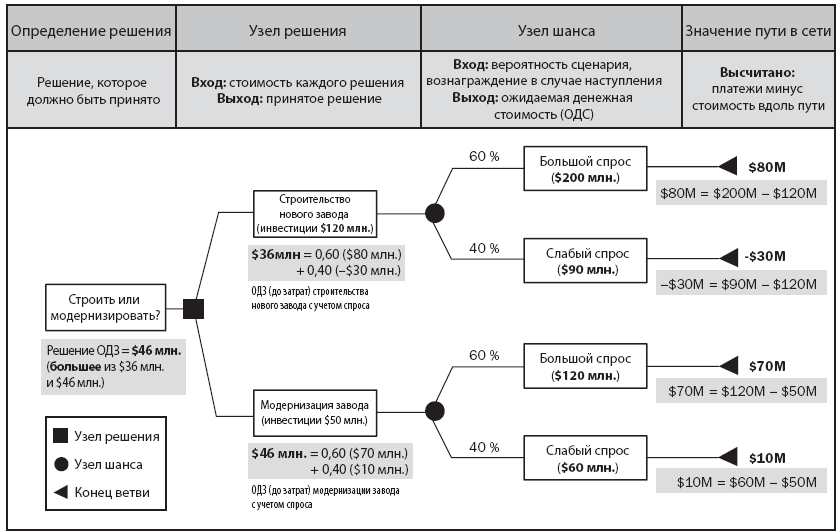 Определение решения
Узел решения
Узел шанса
Значение пути в сети
Решение, которое
должно быть принято
Вход: стоимость каждого решения
Выход: принятое решение
Вход: вероятность сценария,
вознаграждение в случае наступления
Выход: ожидаемая денежная
стоимость (ОДС)
Высчитано:
платежи минус
стоимость вдоль пути
Строить или
модернизировать?
Решение ОДЗ = $46 млн.
(большее из $36 млн.
и $46 млн.)
Строительство
нового завода
(инвестиции $120 млн.)
$36млн = 0,60 ($80 млн.)
+ 0,40 (–$30 млн.)
ОДЗ (до затрат) строительства
нового завода с учетом спроса
60 %
Большой спрос
($200 млн.)
$80M
$80M = $200M – $120M
40 %
Слабый спрос
($90 млн.)
-$30M
–$30M = $90M – $120M
Модернизация завода
(инвестиции $50 млн.)
$46 млн. = 0,60 ($70 млн.)
+ 0,40 ($10 млн.)
ОДЗ (до затрат) модернизации завода
с учетом спроса
60 %
Большой спрос
($120 млн.)
$70M
$70M = $120M – $50M
40 %
Слабый спрос
($60 млн.)
$10M
$10M = $60M – $50M
Узел решения
Узел шанса
Конец ветви